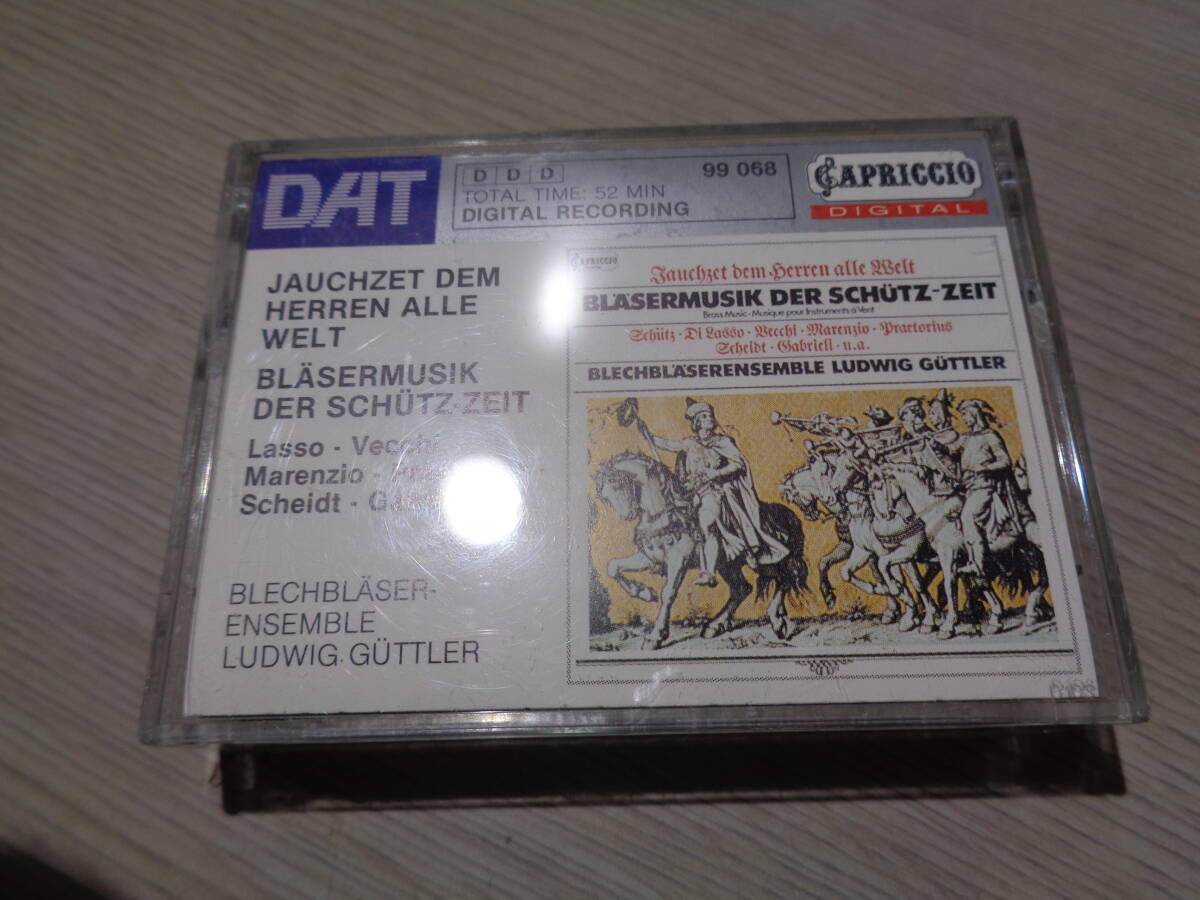 DAT
D D D
TOTAL TIME: 52 MIN
DIGITAL RECORDING
99 068
CAPRICCIO
DIGITAL
JAUCHZET DEM
HERREN ALLE
WELT
BLÄSERMUSIK
DER SCHÜTZ-ZEIT
Lasso - Vecchi
Marenzio -
Scheidt -
BLECHBLÄSER-
ENSEMBLE
LUDWIG GÜTTLER
CAPRICCIO
Jauchzet dem Herren alle Welt
BLÄSERMUSIK DER SCHÜTZ-ZEIT
Brass Music · Musique pour Instruments à Vent
Schütz · Di Lasso · Vecchi · Marenzio · Praetorius
Scheidt · Gabrieli · u.a.
BLECHBLÄSERENSEMBLE LUDWIG GÜTTLER